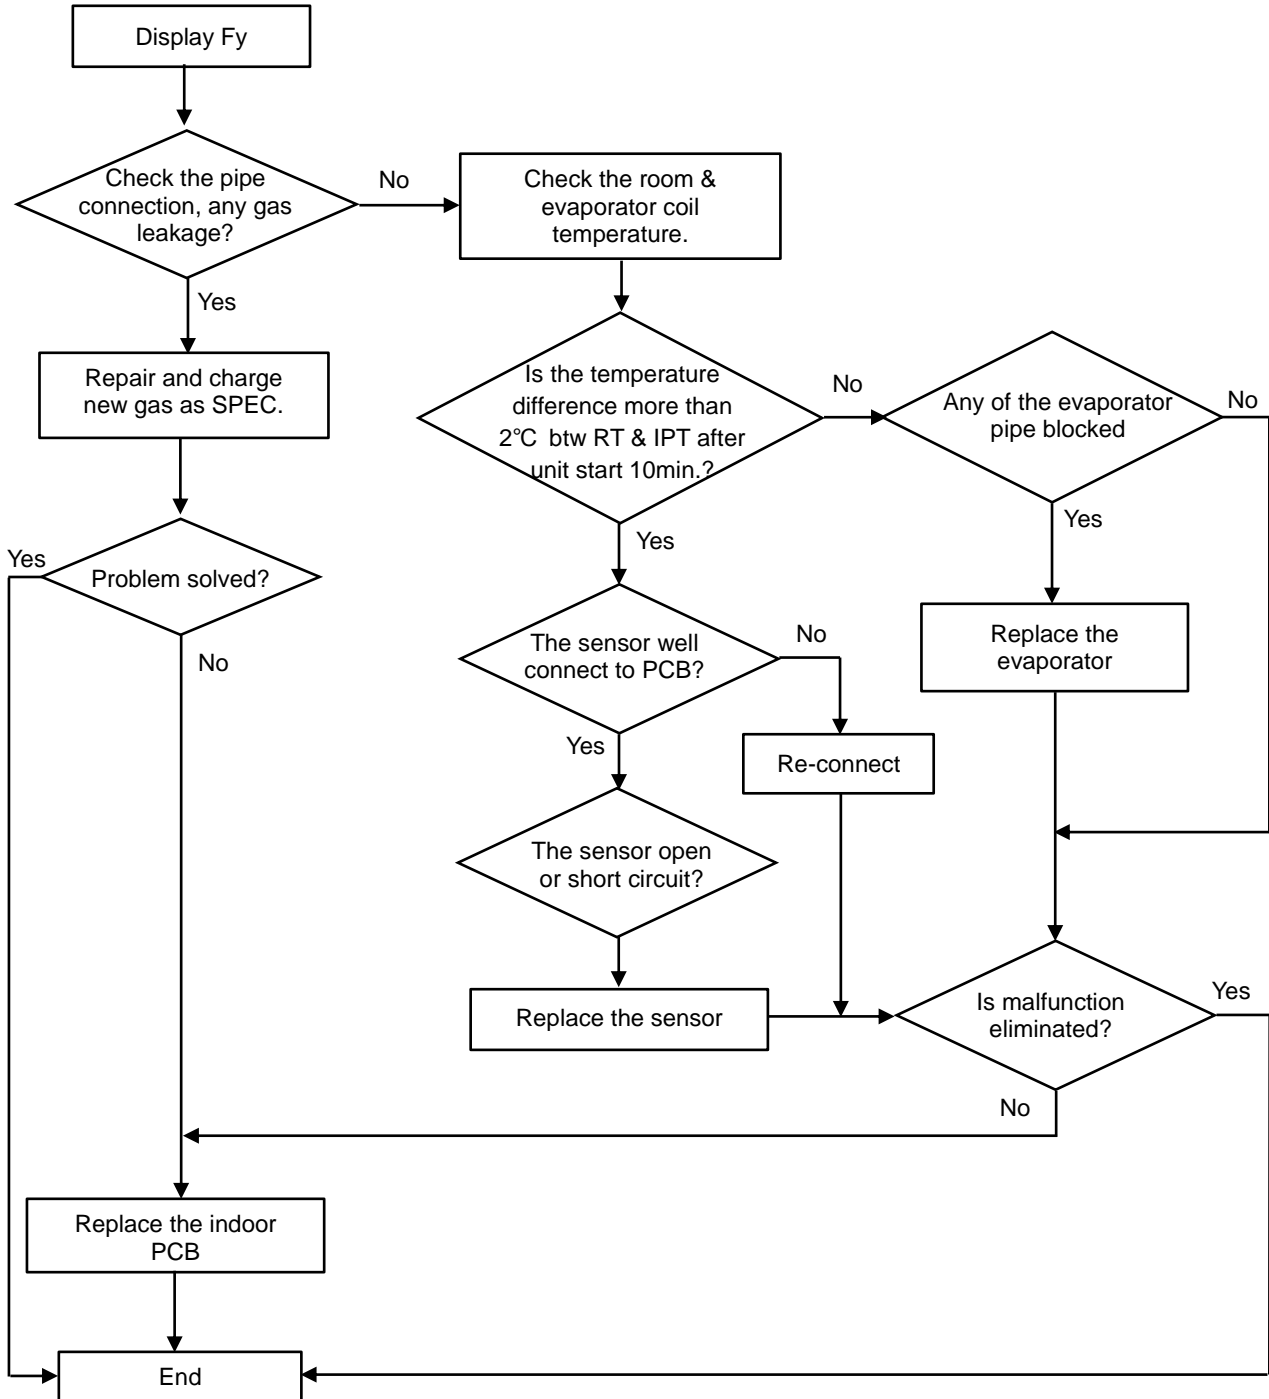 Display Fy
Check the pipe
connection, any gas
leakage?
No
Check the room &
evaporator coil
temperature.
Yes
Repair and charge
new gas as SPEC.
Is the temperature
difference more than
2℃ btw RT & IPT after
unit start 10min.?
No
Any of the evaporator
pipe blocked
No
Yes
Yes
Yes
Problem solved?
No
The sensor well
connect to PCB?
No
Replace the
evaporator
Yes
Re-connect
The sensor open
or short circuit?
Replace the sensor
Is malfunction
eliminated?
Yes
No
Replace the indoor
PCB
End